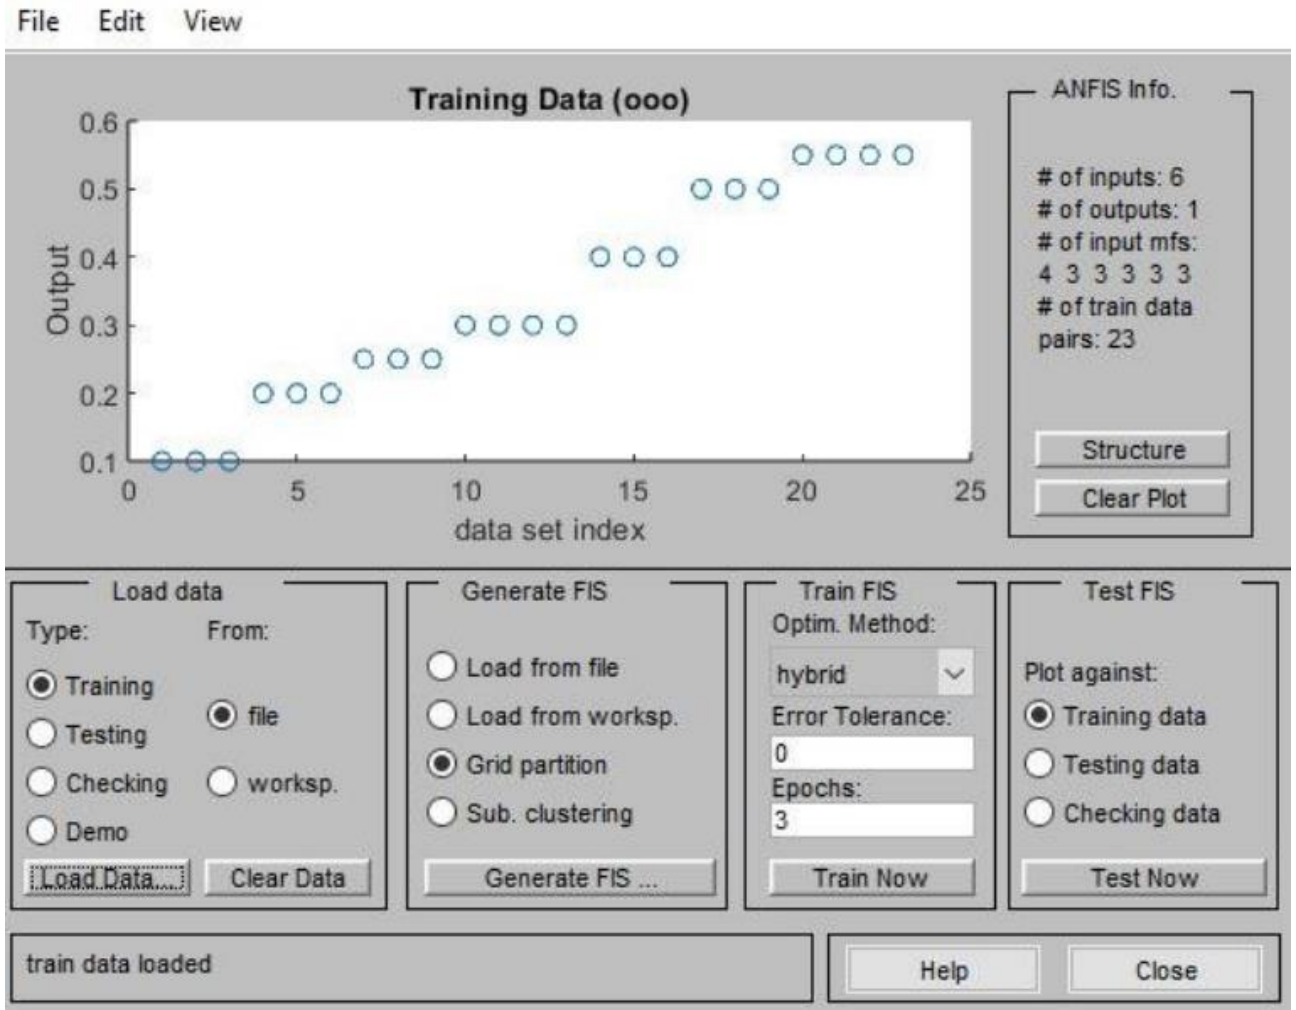 File Edit View
Training Data (ooo)
0.6
0.5
0.4
0.3
0.2
0.1
Output
0 5 10 15 20 25
data set index
ANFIS Info.
# of inputs: 6
# of outputs: 1
# of input mfs:
4 3 3 3 3 3
# of train data
pairs: 23
Structure
Clear Plot
Load data
Type: From:
Training
file
Testing
Checking
worksp.
Demo
Load Data...
Clear Data
Generate FIS
Load from file
Load from worksp.
Grid partition
Sub. clustering
Generate FIS ...
Train FIS
Optim. Method:
hybrid
Error Tolerance:
0
Epochs:
3
Train Now
Test FIS
Plot against:
Training data
Testing data
Checking data
Test Now
train data loaded
Help
Close